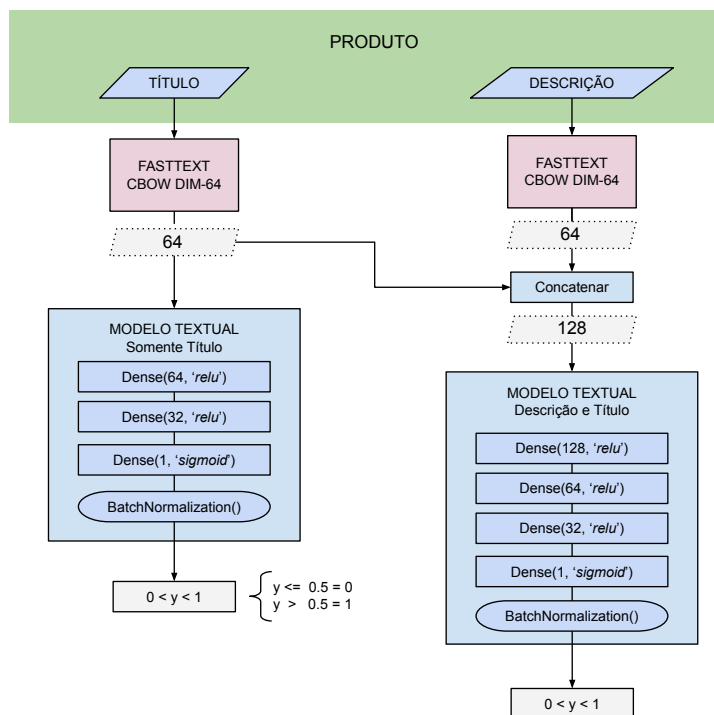 PRODUTO
TÍTULO
DESCRIÇÃO
FASTTEXT
CBOW DIM-64
FASTTEXT
CBOW DIM-64
64
64
Concatenar
128
MODELO TEXTUAL
Somente Título
Dense(64, ‘relu’)
Dense(32, ‘relu’)
Dense(1, ‘sigmoid’)
BatchNormalization()
0 < y < 1
y <= 0.5 = 0
y > 0.5 = 1
MODELO TEXTUAL
Descrição e Título
Dense(128, ‘relu’)
Dense(64, ‘relu’)
Dense(32, ‘relu’)
Dense(1, ‘sigmoid’)
BatchNormalization()
0 < y < 1